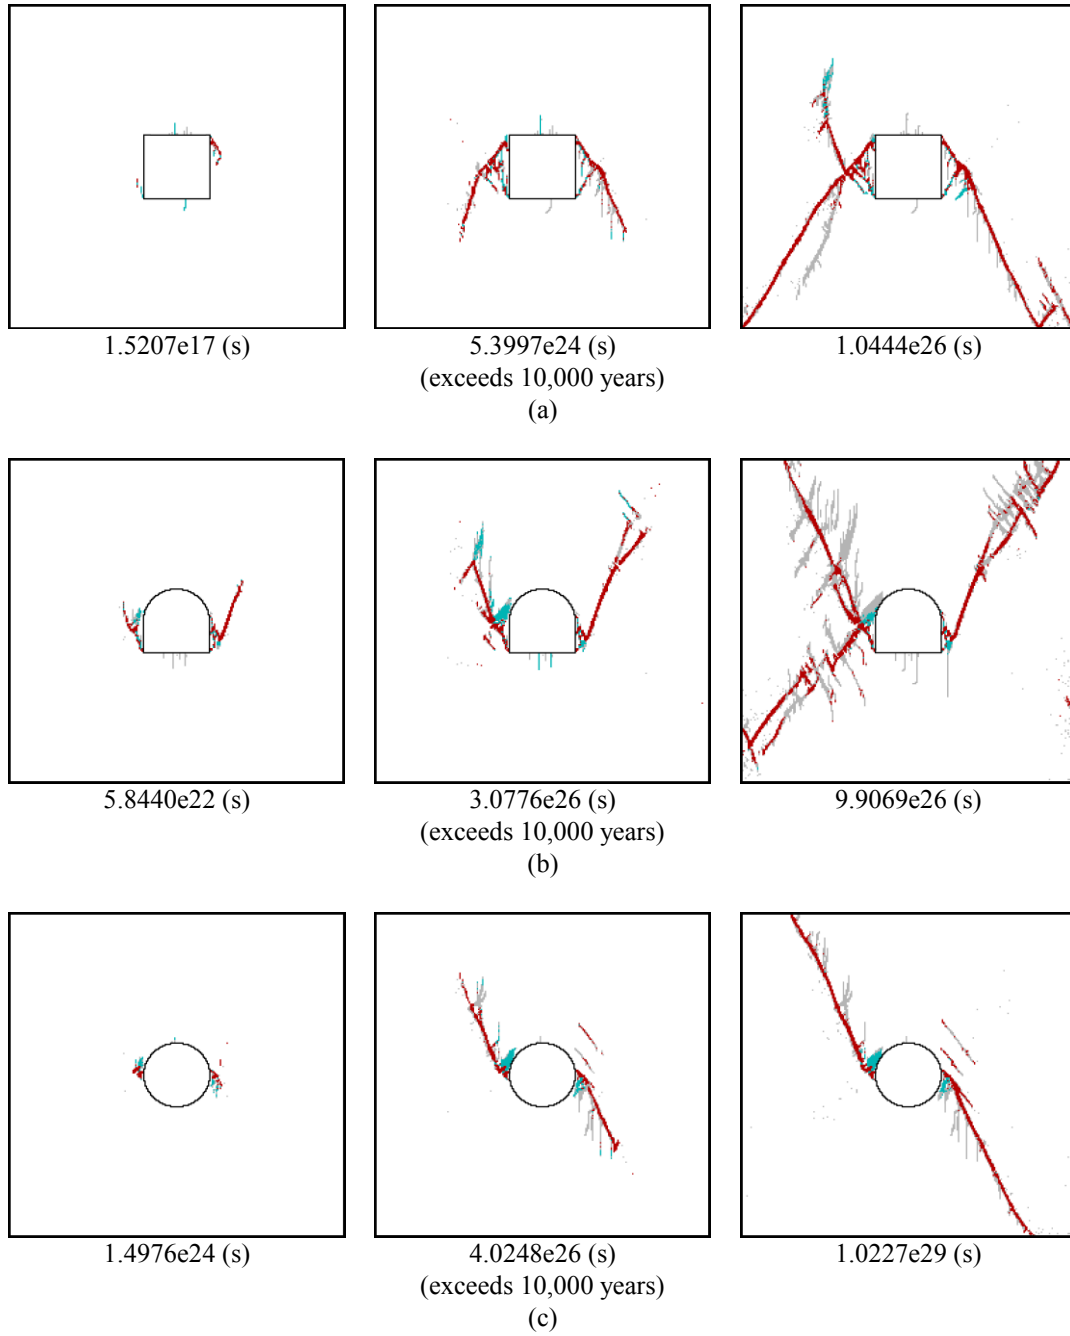 1.5207e17 (s)
5.3997e24 (s)
1.0444e26 (s)
(exceeds 10,000 years)
(a)
5.8440e22 (s)
3.0776e26 (s)
9.9069e26 (s)
(exceeds 10,000 years)
(b)
1.4976e24 (s)
4.0248e26 (s)
1.0227e29 (s)
(exceeds 10,000 years)
(c)